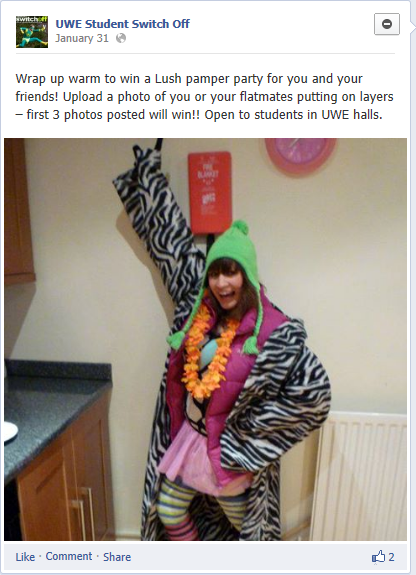 switchoff
UWE Student Switch Off
January 31
Wrap up warm to win a Lush pamper party for you and your
friends! Upload a photo of you or your flatmates putting on layers
– first 3 photos posted will win!! Open to students in UWE halls.
FIRE
BLANKET
Like · Comment · Share
2